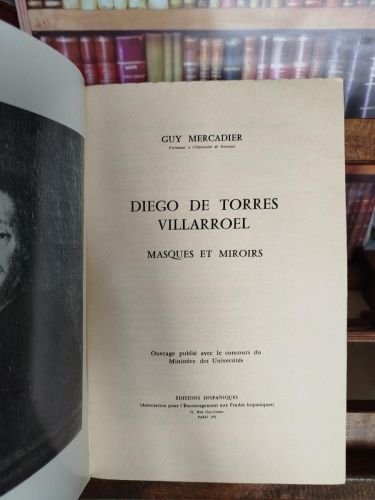 GUY MERCADIER
Professeur à l'Université de Provence
DIEGO DE TORRES
VILLARROEL
MASQUES ET MIROIRS
Ouvrage publié avec le concours du
Ministère des Universités
ÉDITIONS HISPANIQUES
(Association pour l'Encouragement aux Études hispaniques)
31, Rue Gay-Lussac
PARIS (Ve)